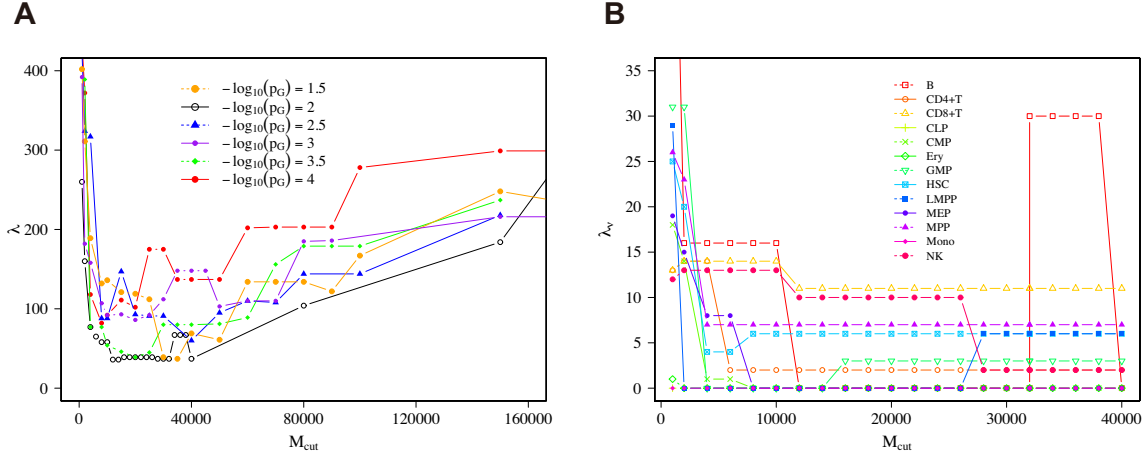 A
B
400
300
200
100
0
λ
− log10(pG) = 1.5
− log10(pG) = 2
− log10(pG) = 2.5
− log10(pG) = 3
− log10(pG) = 3.5
− log10(pG) = 4
0 40000 80000 120000 160000
Mcut
35
30
25
20
15
10
5
0
λν
B
CD4+T
CD8+T
CLP
CMP
Ery
GMP
HSC
LMPP
MEP
MPP
Mono
NK
0 10000 20000 30000 40000
Mcut